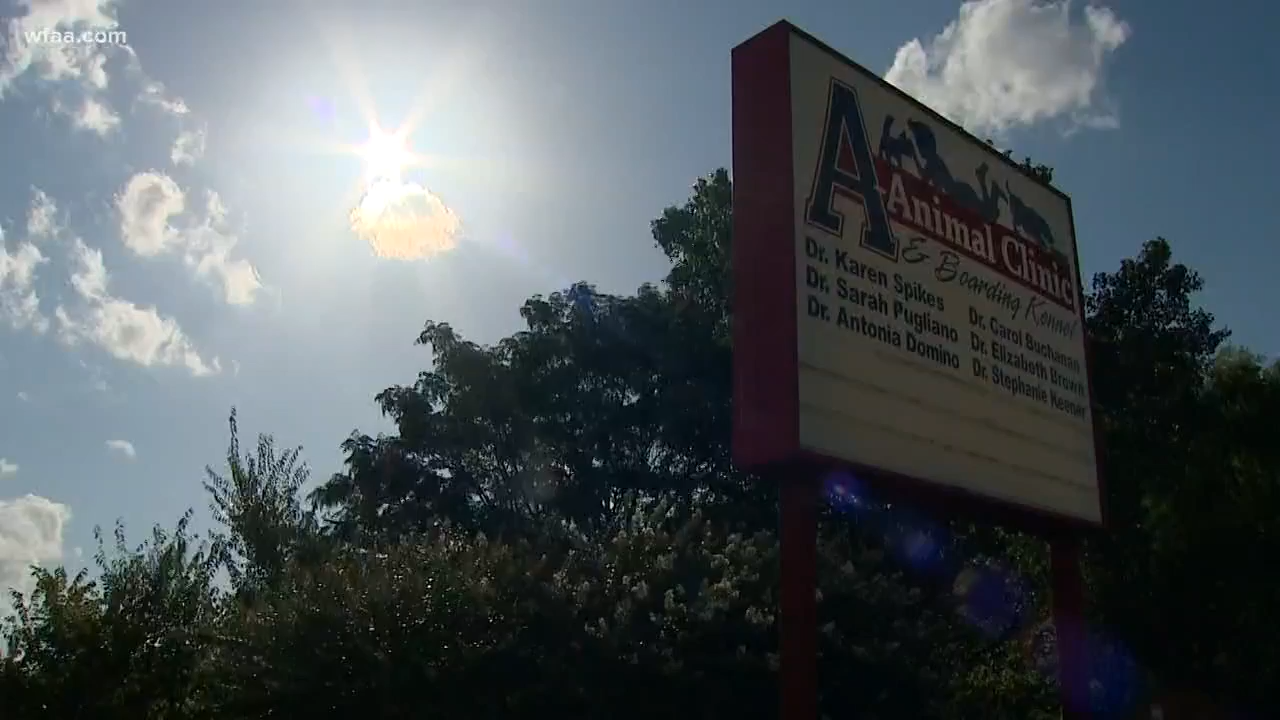 wfaa.com
A
Animal Clinic
& Boarding Kennel
Dr. Karen Spikes
Dr. Sarah Pugliano
Dr. Antonia Domino
Dr. Carol Buchanan
Dr. Elizabeth Brown
Dr. Stephanie Keener